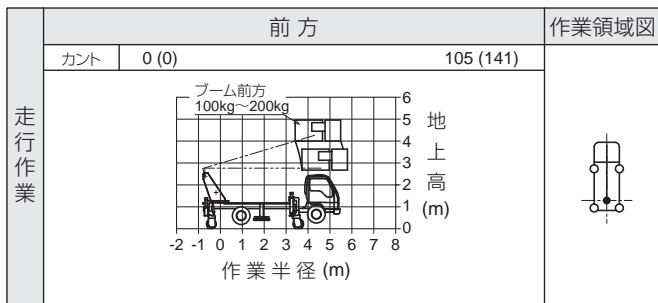 前方
作業領域図
カント
0 (0)
105 (141)
走行作業
ブーム前方
100kg～200kg
6
5
4
3
2
1
0
地上高
(m)
-2 -1 0 1 2 3 4 5 6 7 8
作業半径 (m)